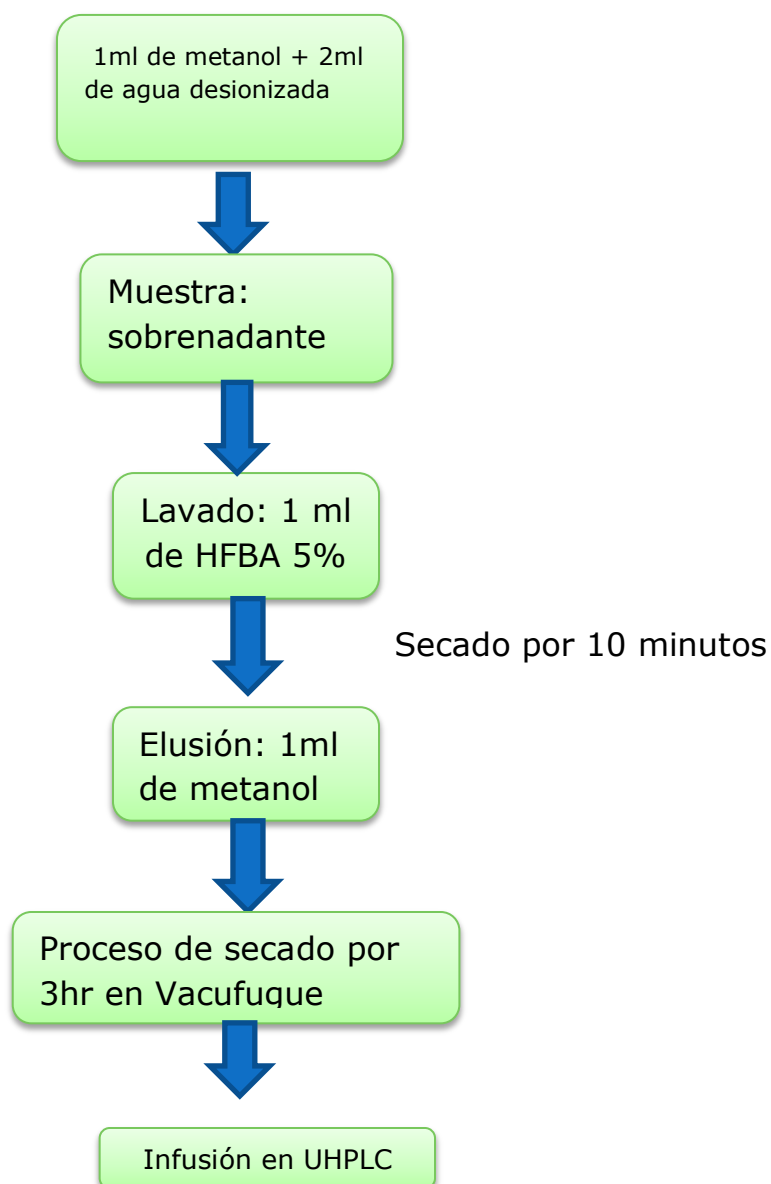 1ml de metanol + 2ml
de agua desionizada
Muestra:
sobrenadante
Lavado: 1 ml
de HFBA 5%
Secado por 10 minutos
Elusión: 1ml
de metanol
Proceso de secado por
3hr en Vacufuque
Infusión en UHPLC